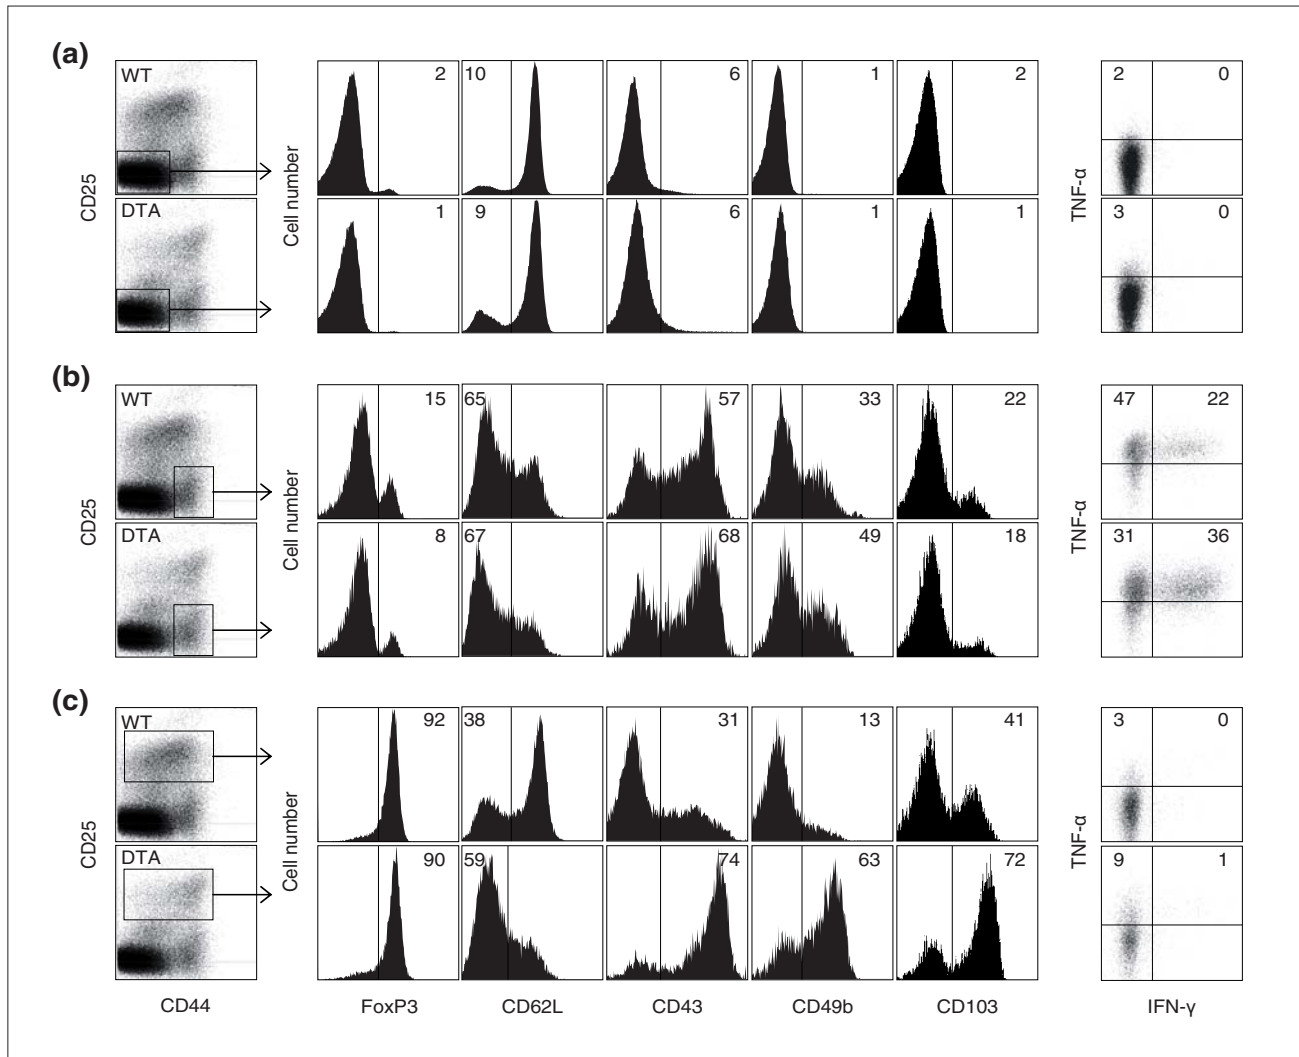 (a)
WT
2
10
6
1
2
2 0
DTA
1
9
6
1
1
3 0
CD25
Cell number
TNF-α
(b)
WT
15
65
57
33
22
47 22
DTA
8
67
68
49
18
31 36
CD25
Cell number
TNF-α
(c)
WT
92
38
31
13
41
3 0
DTA
90
59
74
63
72
9 1
CD25
Cell number
TNF-α
CD44
FoxP3
CD62L
CD43
CD49b
CD103
IFN-γ